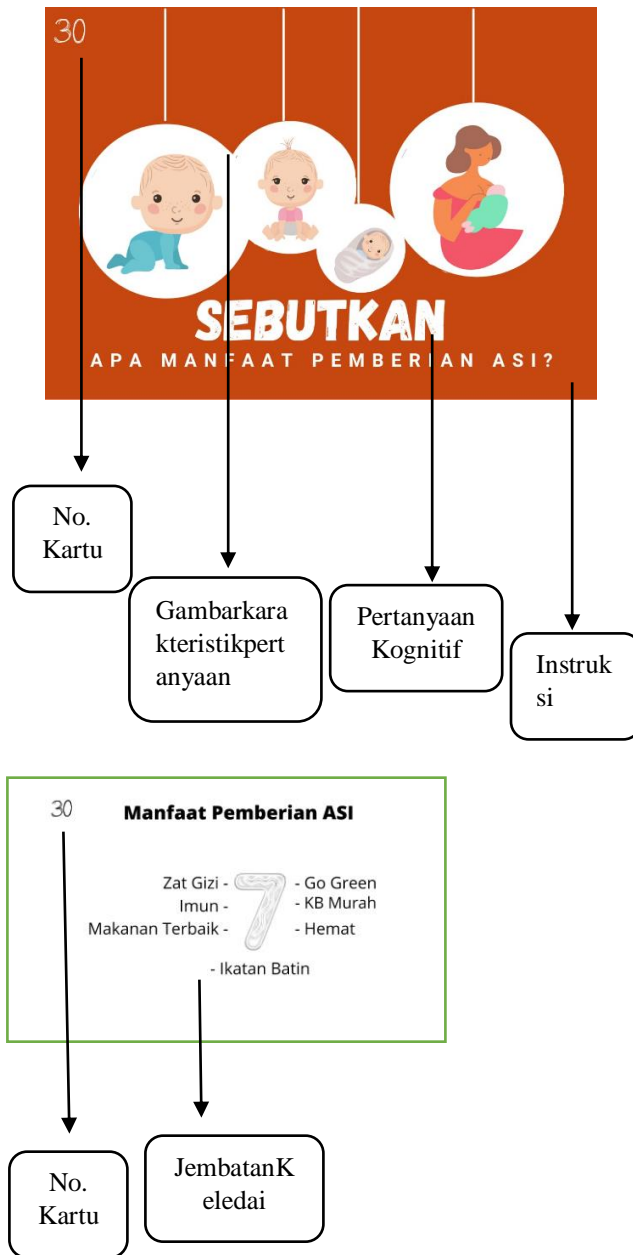 30
SEBUTKAN
APA MANFAAT PEMBERIAN ASI?
No.
Kartu
Gambarkara
kteristikpert
anyaan
Pertanyaan
Kognitif
Instruk
si
30
Manfaat Pemberian ASI
Zat Gizi - 7 - Go Green
Imun - - KB Murah
Makanan Terbaik - - Hemat
- Ikatan Batin
No.
Kartu
JembatanK
eledai